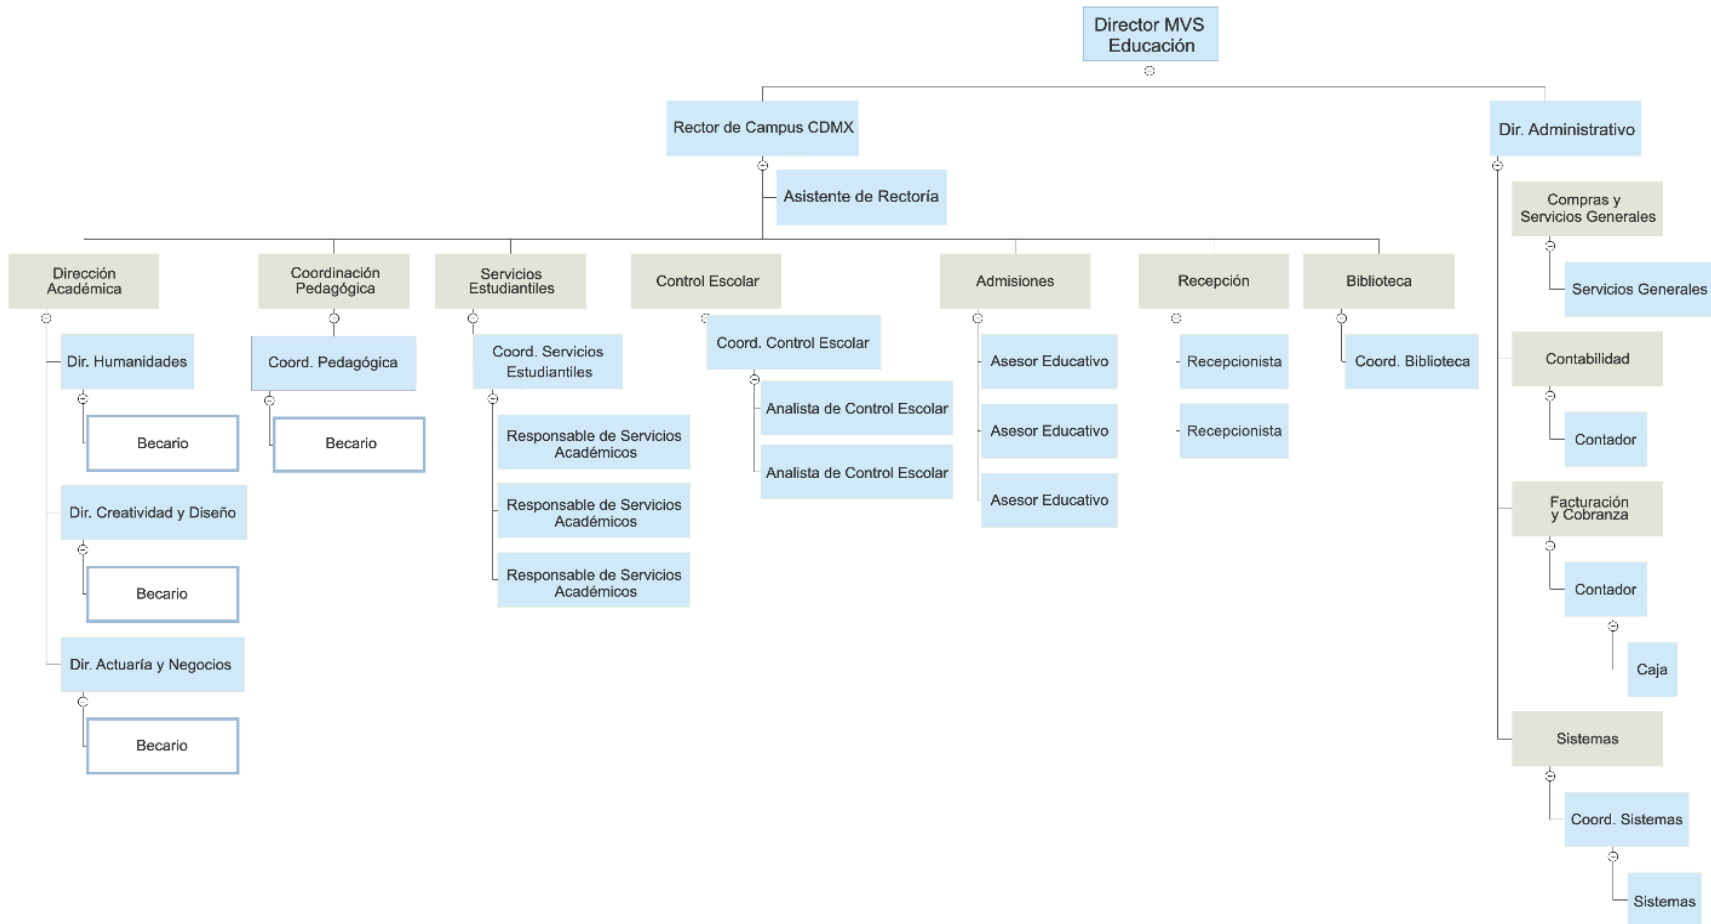 Director MVS
Educación
Rector de Campus CDMX
Dir. Administrativo
Asistente de Rectoría
Compras y
Servicios Generales
Servicios Generales
Dirección
Académica
Coordinación
Pedagógica
Servicios
Estudiantiles
Control Escolar
Admisiones
Recepción
Biblioteca
Dir. Humanidades
Becario
Dir. Creatividad y Diseño
Becario
Dir. Actuaría y Negocios
Becario
Coord. Pedagógica
Becario
Coord. Servicios
Estudiantiles
Responsable de Servicios
Académicos
Responsable de Servicios
Académicos
Responsable de Servicios
Académicos
Coord. Control Escolar
Analista de Control Escolar
Analista de Control Escolar
Asesor Educativo
Asesor Educativo
Asesor Educativo
Recepcionista
Recepcionista
Coord. Biblioteca
Contabilidad
Contador
Facturación
y Cobranza
Contador
Caja
Sistemas
Coord. Sistemas
Sistemas